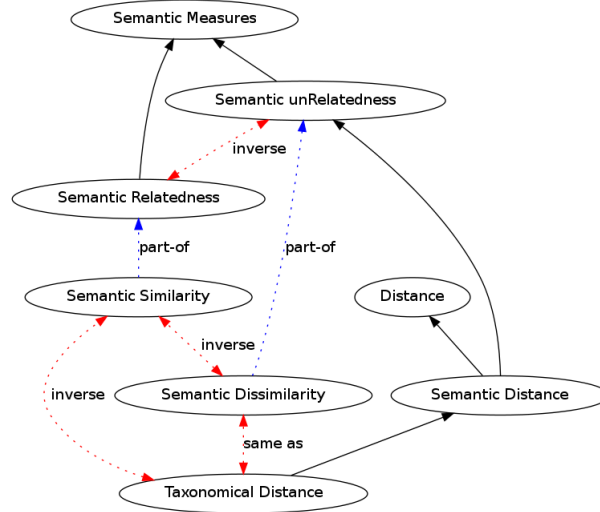 Semantic Measures
Semantic unRelatedness
inverse
Semantic Relatedness
part-of
part-of
Semantic Similarity
Distance
inverse
inverse
Semantic Dissimilarity
Semantic Distance
same as
Taxonomical Distance